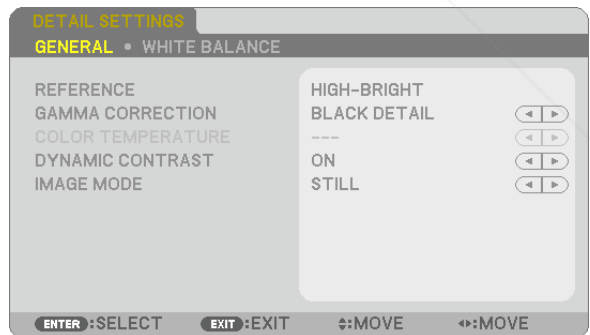 DETAIL SETTINGS
GENERAL • WHITE BALANCE
REFERENCE HIGH-BRIGHT
GAMMA CORRECTION BLACK DETAIL
COLOR TEMPERATURE ---
DYNAMIC CONTRAST ON
IMAGE MODE STILL
ENTER :SELECT EXIT :EXIT :MOVE :MOVE